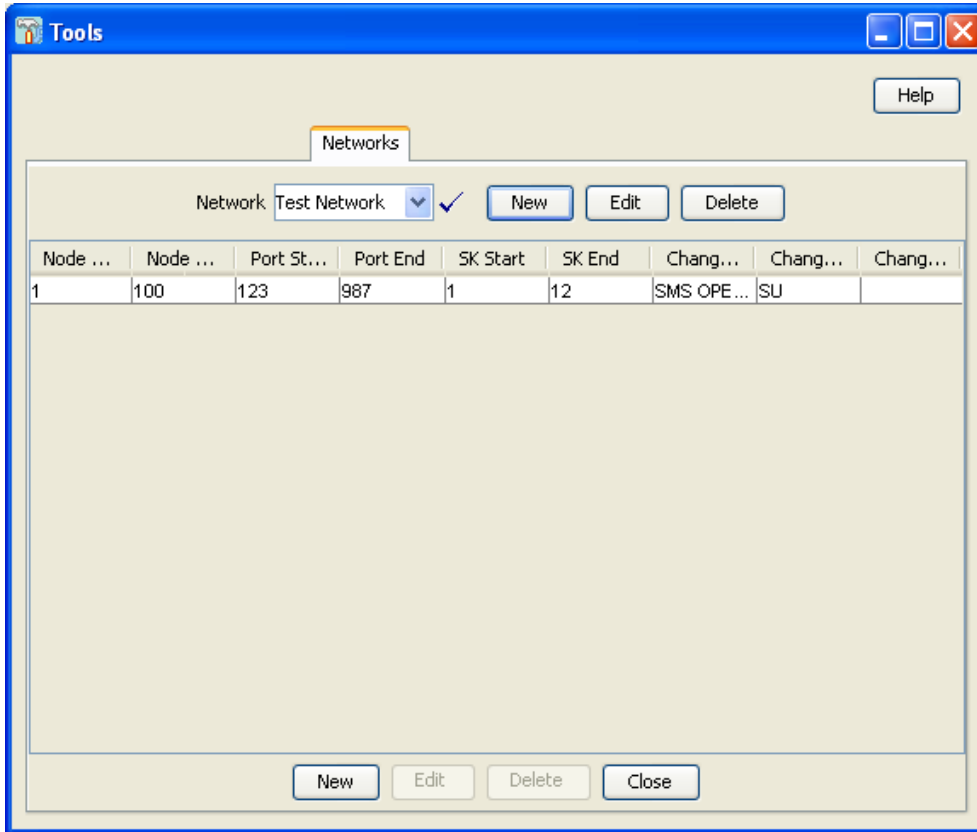 Tools
Help
Networks
Network Test Network New Edit Delete
Node ... Node ... Port St... Port End SK Start SK End Chang... Chang... Chang...
1 100 123 987 1 12 SMS OPE... SU
New Edit Delete Close